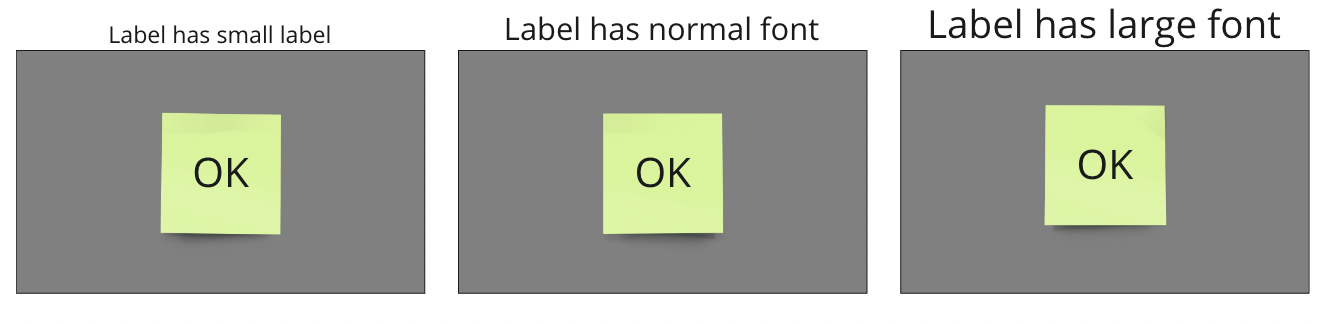 Label has small label
Label has normal font
Label has large font
OK
OK
OK